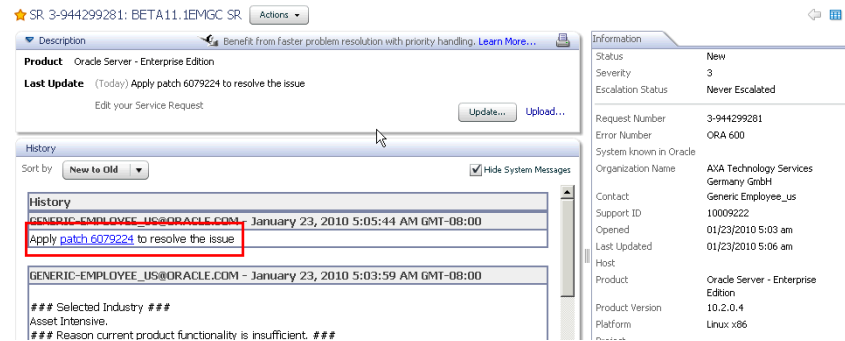 SR 3-944299281: BETA11.1EMGC SR Actions
Description Benefit from faster problem resolution with priority handling. Learn More...
Product Oracle Server - Enterprise Edition
Last Update (Today) Apply patch 6079224 to resolve the issue
Edit your Service Request
Update... Upload...
History
Sort by New to Old Hide System Messages
History
GENERIC-EMPLOYEE_US@ORACLE.COM - January 23, 2010 5:05:44 AM GMT-08:00
Apply patch 6079224 to resolve the issue
GENERIC-EMPLOYEE_US@ORACLE.COM - January 23, 2010 5:03:59 AM GMT-08:00
### Selected Industry ###
Asset Intensive.
### Reason current product functionality is insufficient. ###
Information
Status New
Severity 3
Escalation Status Never Escalated
Request Number 3-944299281
Error Number ORA 600
System known in Oracle
Organization Name AXA Technology Services
Germany GmbH
Contact Generic Employee_us
Support ID 10009222
Opened 01/23/2010 5:03 am
Last Updated 01/23/2010 5:06 am
Host
Product Oracle Server - Enterprise
Edition
Product Version 10.2.0.4
Platform Linux x86
Project